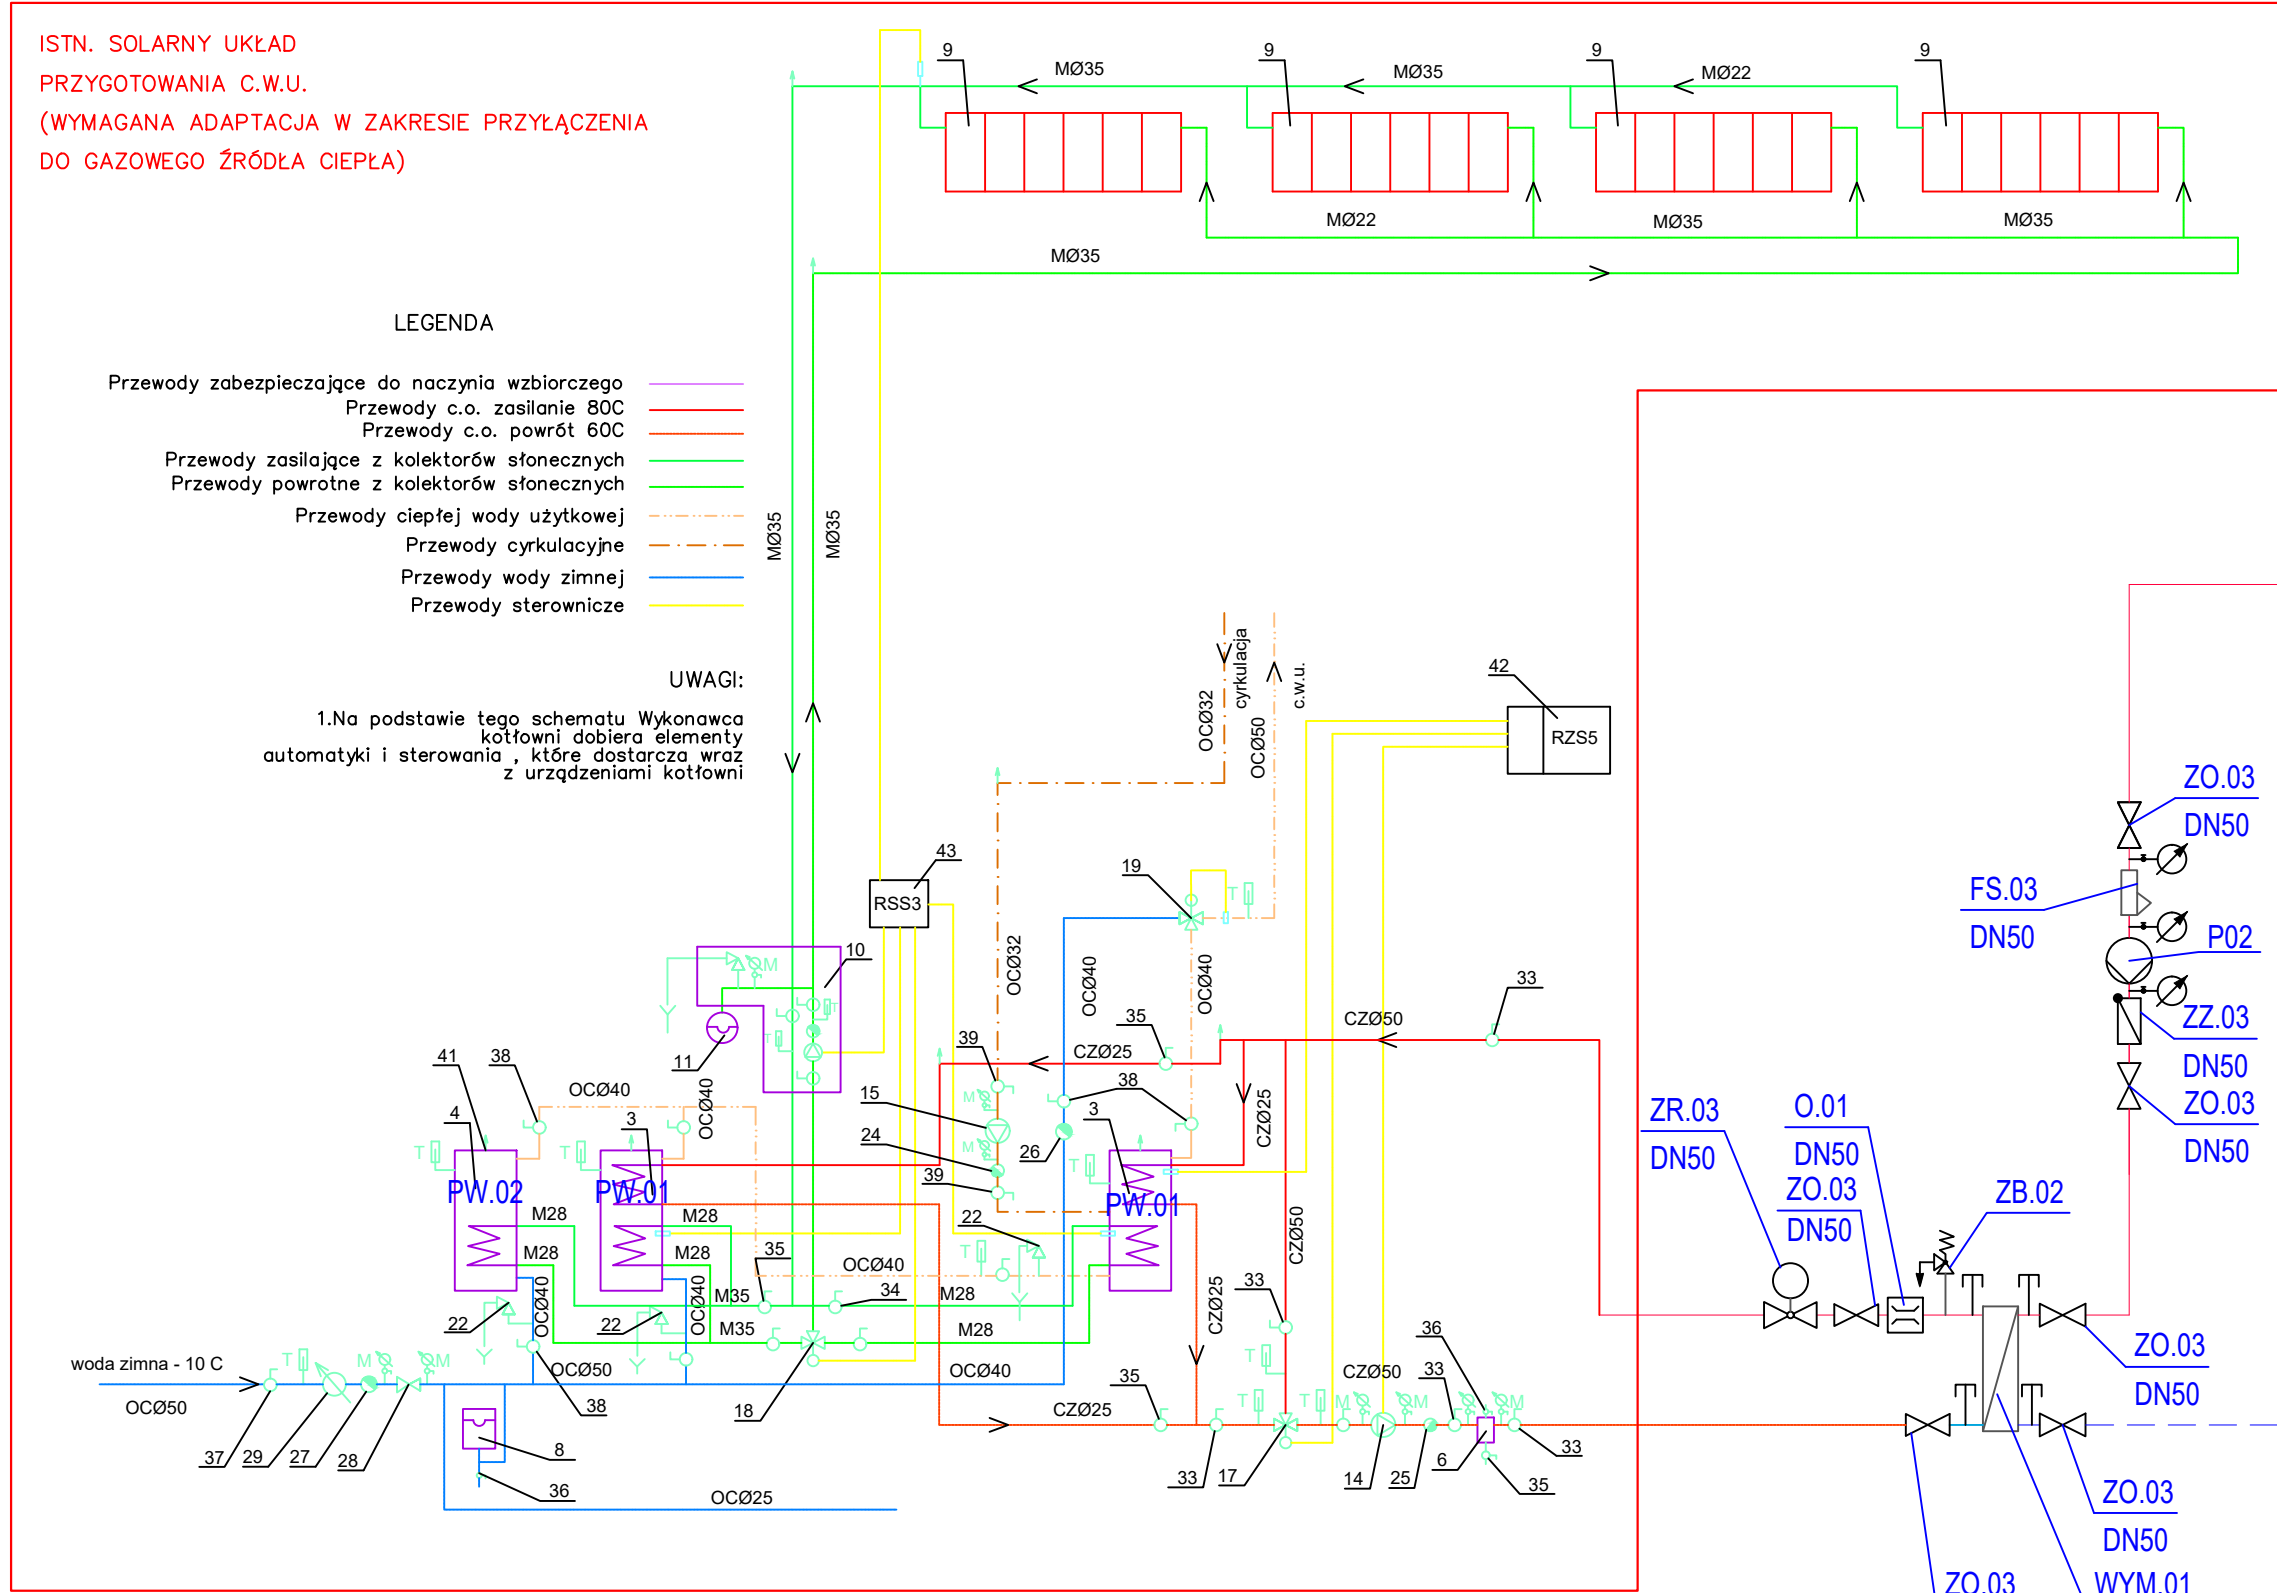 ISTN. SOLARNY UKŁAD
PRZYGOTOWANIA C.W.U.
(WYMAGANA ADAPTACJA W ZAKRESIE PRZYŁĄCZENIA
DO GAZOWEGO ŹRÓDŁA CIEPŁA)
9 9 9 9
MØ35 MØ35 MØ22
MØ22 MØ35 MØ35
MØ35
LEGENDA
Przewody zabezpieczające do naczynia wzbiorczego
Przewody c.o. zasilanie 80C
Przewody c.o. powrót 60C
Przewody zasilające z kolektorów słonecznych
Przewody powrotne z kolektorów słonecznych
Przewody ciepłej wody użytkowej
Przewody cyrkulacyjne
Przewody wody zimnej
Przewody sterownicze
MØ35
MØ35
UWAGI:
1.Na podstawie tego schematu Wykonawca
kotłowni dobiera elementy
automatyki i sterowania , które dostarcza wraz
z urządzeniami kotłowni
OCØ32
cyrkulacja
OCØ50
c.w.u.
42
RZS5
43
RSS3
19
T
10
M
T
T
11
OCØ32
OCØ40
OCØ40
33
CZØ50
35
CZØ25
39
M
15
M
24
39
38
26
3
CZØ25
T
PW.01
41
38
OCØ40
OCØ40
4
3
T
T
PW.02
PW.01
M28
M28
M28
M28
22
T
35
OCØ40
M35
34
M28
M35
M28
OCØ40
OCØ40
22
22
CZØ25
CZØ50
33
T
woda zimna - 10 C
OCØ50
T
M
M
OCØ50
OCØ40
37
29
27
28
38
8
36
OCØ25
18
35
CZØ25
T
T
M
CZØ50
M
33
36
M
33
17
14
25
6
35
33
ZO.03
DN50
FS.03
DN50
P02
ZZ.03
DN50
ZO.03
DN50
ZR.03
DN50
O.01
DN50
ZO.03
DN50
ZB.02
ZO.03
DN50
ZO.03
DN50
ZO.03
WYM.01